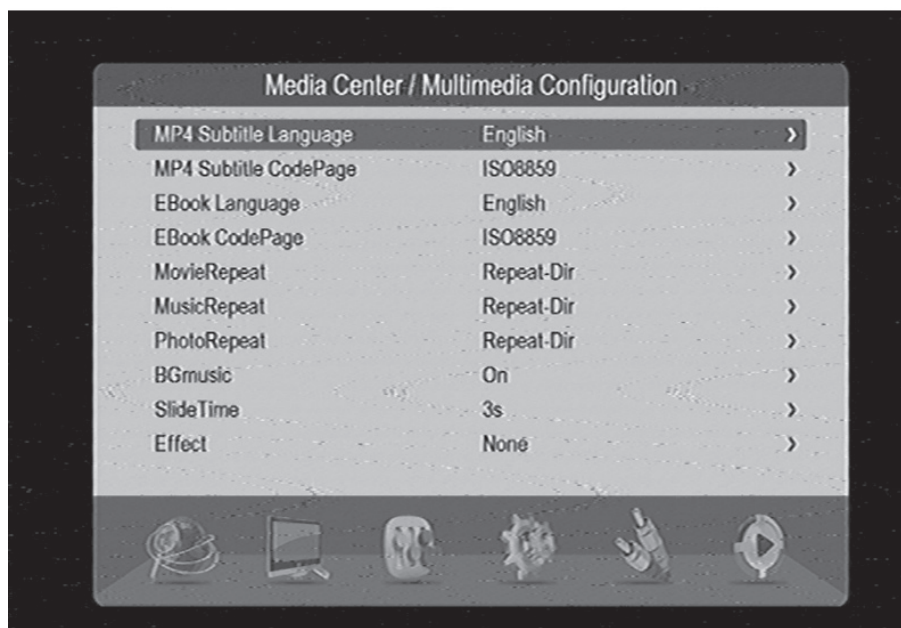 Media Center / Multimedia Configuration
MP4 Subtitle Language English
MP4 Subtitle CodePage ISO8859
EBook Language English
EBook CodePage ISO8859
MovieRepeat Repeat-Dir
MusicRepeat Repeat-Dir
PhotoRepeat Repeat-Dir
BGmusic On
SlideTime 3s
Effect None